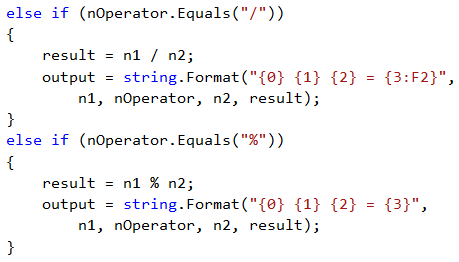 else if (nOperator.Equals("/"))
{
    result = n1 / n2;
    output = string.Format("{0} {1} {2} = {3:F2}",
        n1, nOperator, n2, result);
}
else if (nOperator.Equals("%"))
{
    result = n1 % n2;
    output = string.Format("{0} {1} {2} = {3}",
        n1, nOperator, n2, result);
}